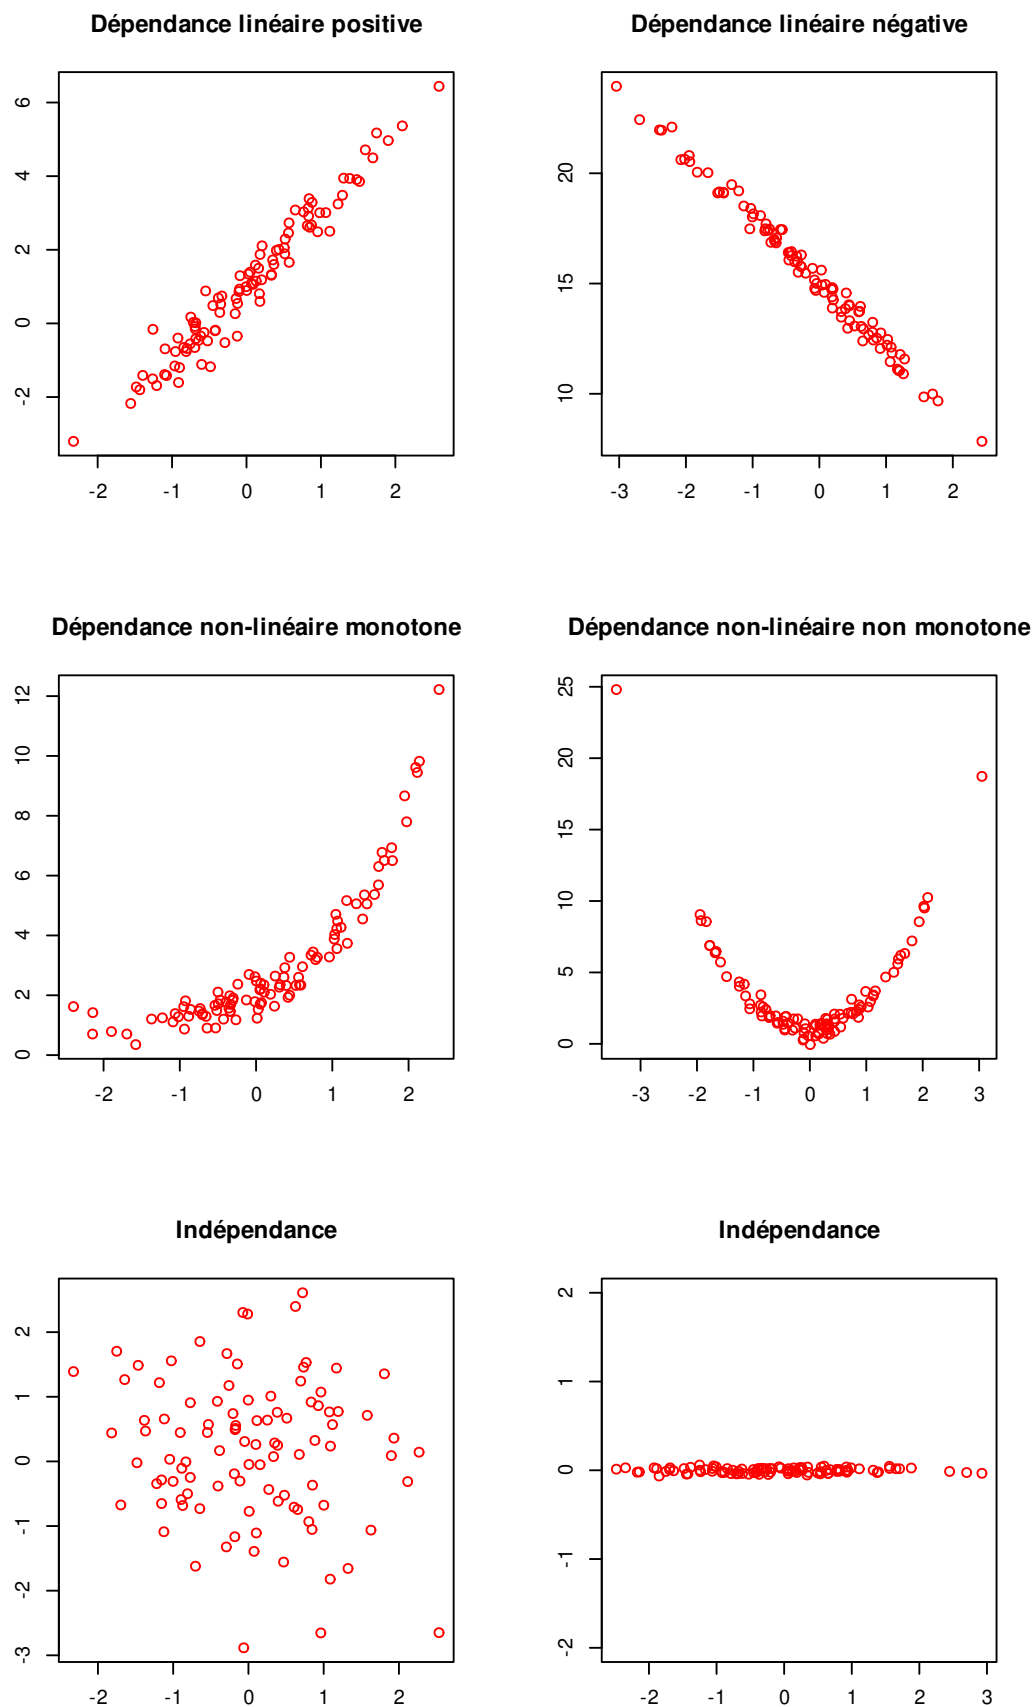 Dépendance linéaire positive
6
4
2
0
-2
-2 -1 0 1 2
Dépendance linéaire négative
20
15
10
-3 -2 -1 0 1 2
Dépendance non-linéaire monotone
12
10
8
6
4
2
0
-2 -1 0 1 2
Dépendance non-linéaire non monotone
25
20
15
10
5
0
-3 -2 -1 0 1 2 3
Indépendance
2
1
0
-1
-2
-3
-2 -1 0 1 2
Indépendance
2
1
0
-1
-2
-2 -1 0 1 2 3